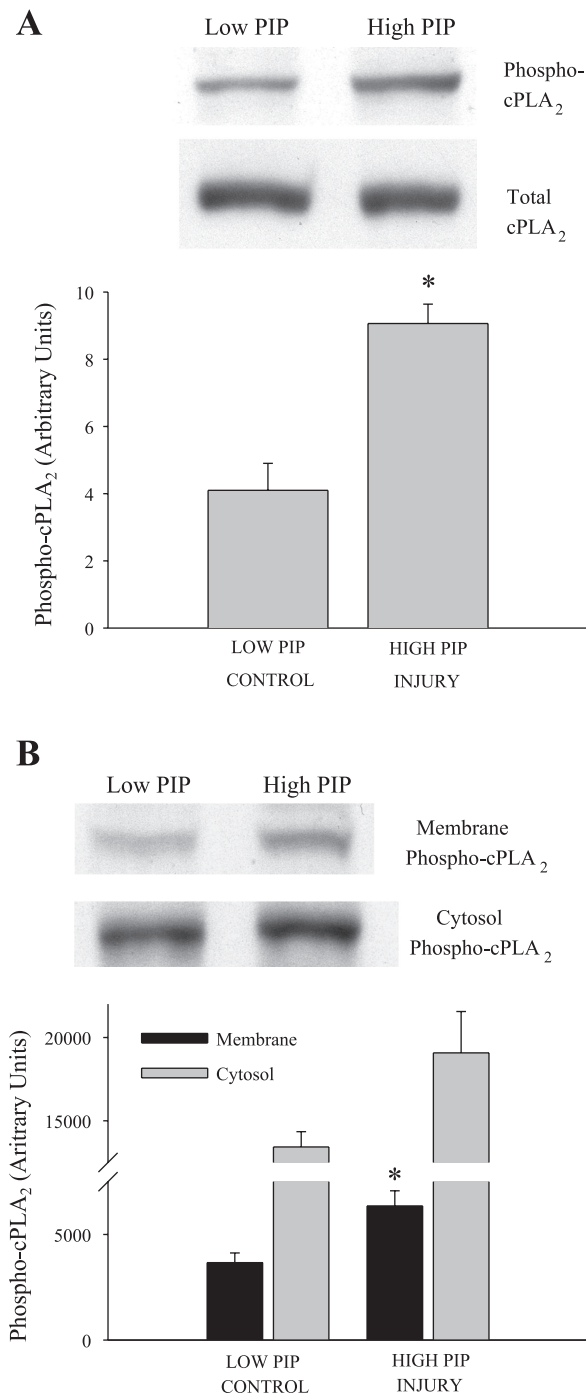 A
Low PIP High PIP
Phospho-
cPLA2
Total
cPLA2
Phospho-cPLA2 (Arbitrary Units)
10
8
6
4
2
0
*
LOW PIP
CONTROL
HIGH PIP
INJURY
B
Low PIP High PIP
Membrane
Phospho-cPLA2
Cytosol
Phospho-cPLA2
Phospho-cPLA2 (Aritrary Units)
20000
15000
5000
0
Membrane
Cytosol
*
LOW PIP
CONTROL
HIGH PIP
INJURY